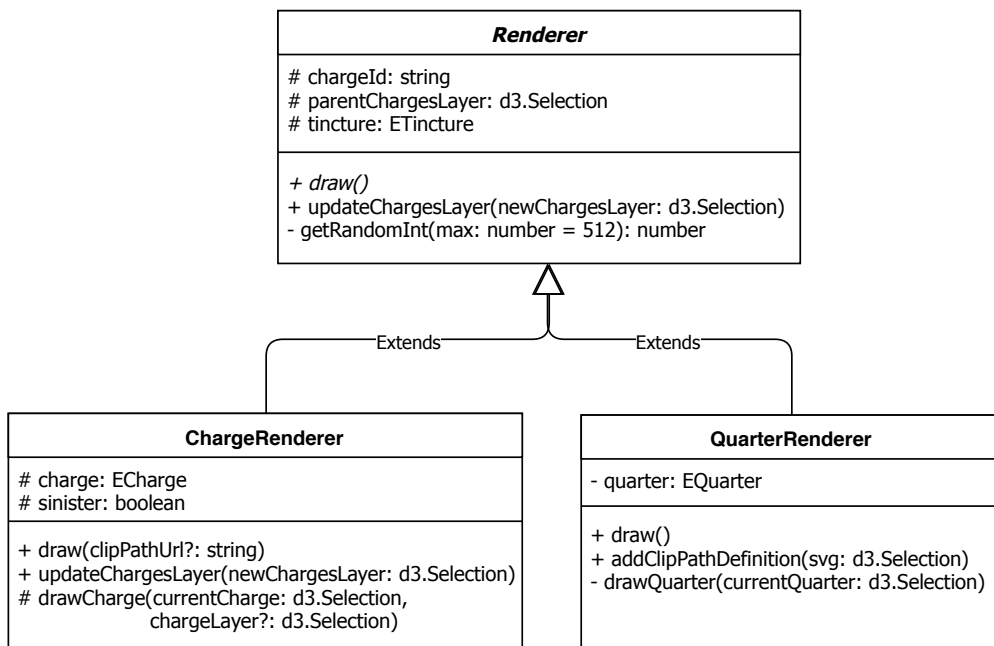 Renderer
# chargeId: string
# parentChargesLayer: d3.Selection
# tincture: ETincture
+ draw()
+ updateChargesLayer(newChargesLayer: d3.Selection)
- getRandomInt(max: number = 512): number
Extends
Extends
ChargeRenderer
# charge: ECharge
# sinister: boolean
+ draw(clipPathUrl?: string)
+ updateChargesLayer(newChargesLayer: d3.Selection)
# drawCharge(currentCharge: d3.Selection,
chargeLayer?: d3.Selection)
QuarterRenderer
- quarter: EQuarter
+ draw()
+ addClipPathDefinition(svg: d3.Selection)
- drawQuarter(currentQuarter: d3.Selection)